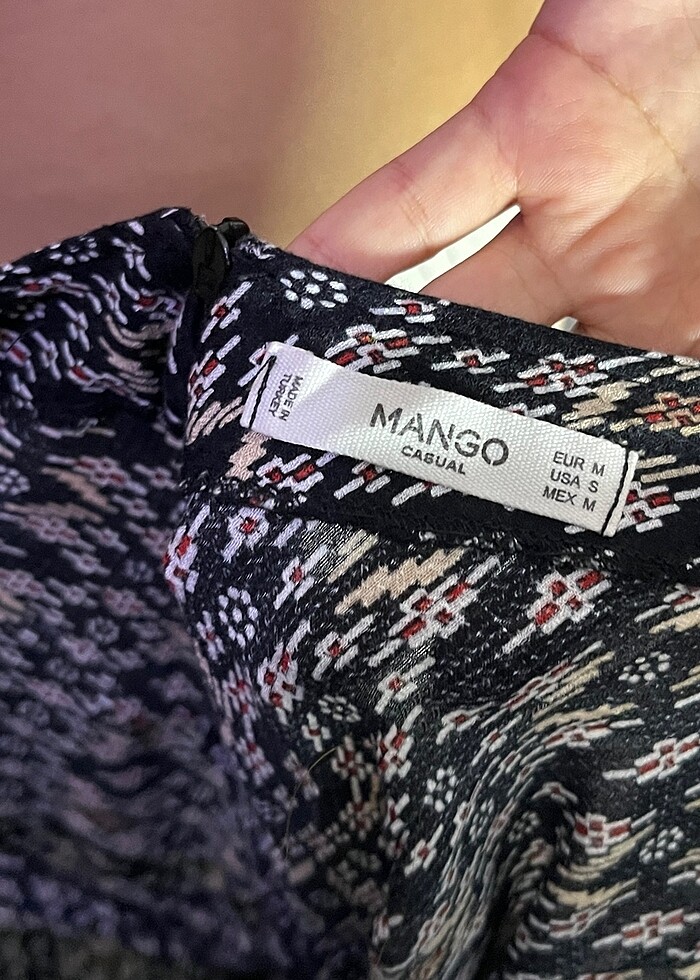 MADE IN
TURKEY
MANGO
CASUAL
EUR M
USA S
MEX M